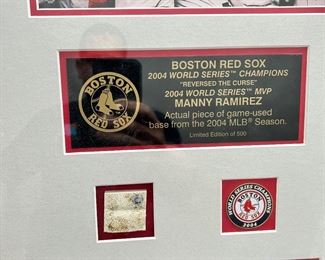 BOSTON RED SOX
2004 WORLD SERIES™ CHAMPIONS
"REVERSED THE CURSE"
2004 WORLD SERIES™ MVP
MANNY RAMIREZ
Actual piece of game-used
base from the 2004 MLB® Season.
Limited Edition of 500
BOSTON
RED SOX
WORLD SERIES CHAMPIONS
2004